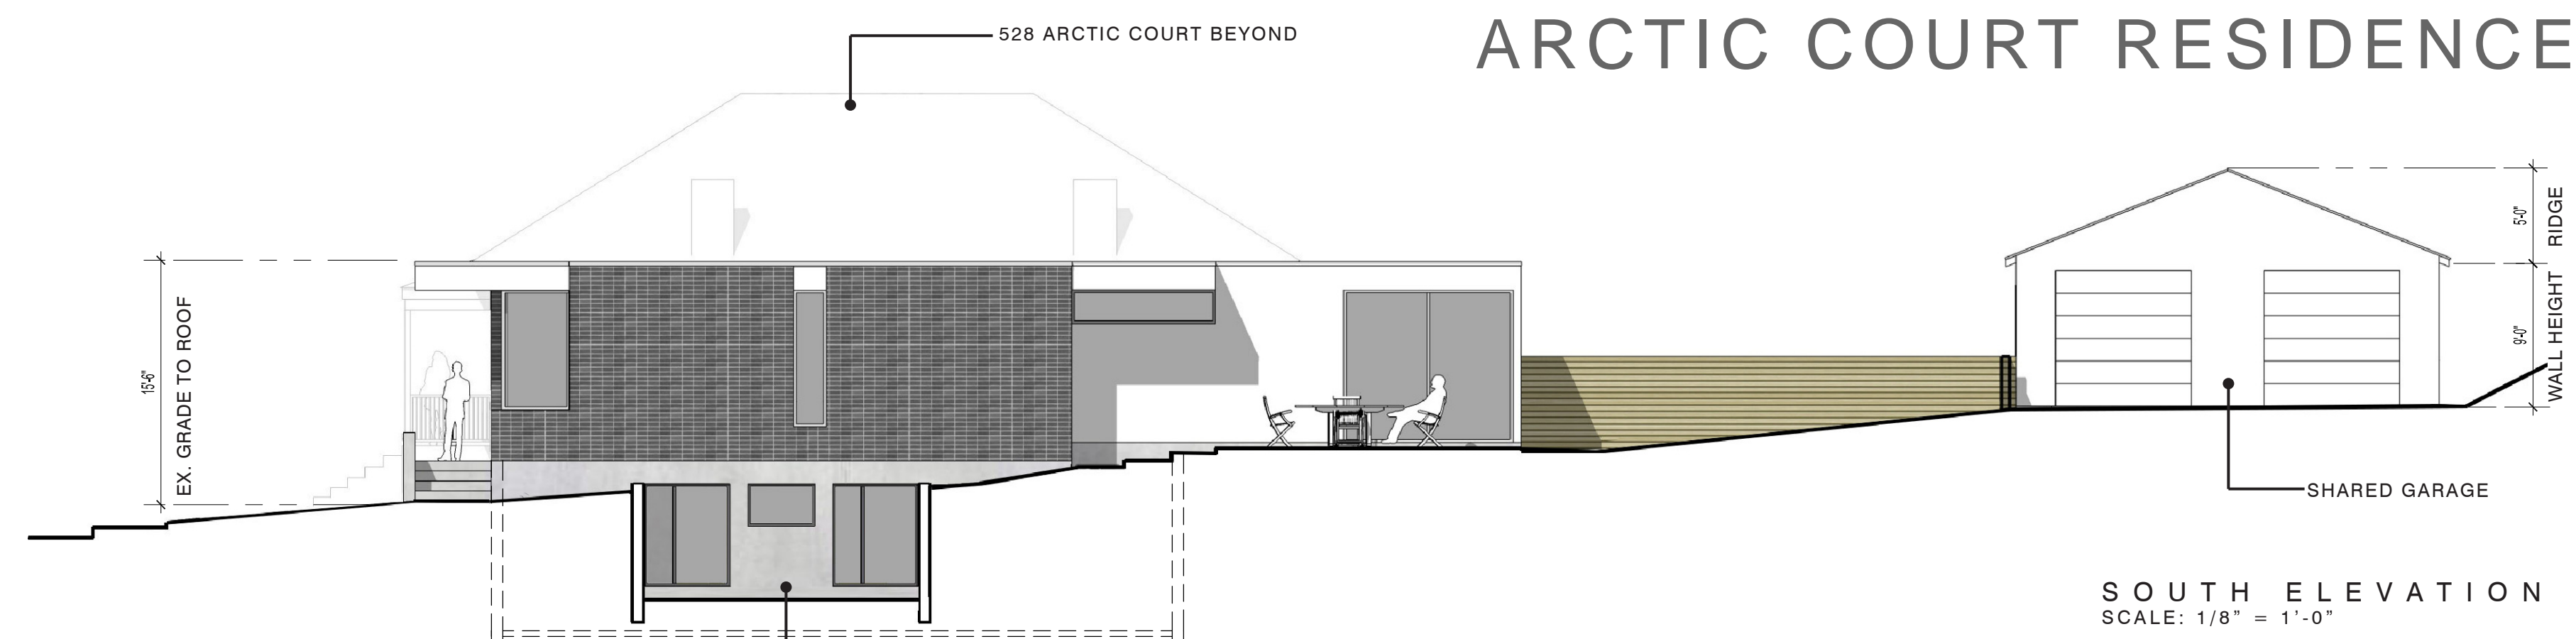 ARCTIC COURT RESIDENCE
528 ARCTIC COURT BEYOND
15'-6"
EX. GRADE TO ROOF
5'-0"
RIDGE
9'-0"
WALL HEIGHT
SHARED GARAGE
SOUTH ELEVATION
SCALE: 1/8” = 1’-0”